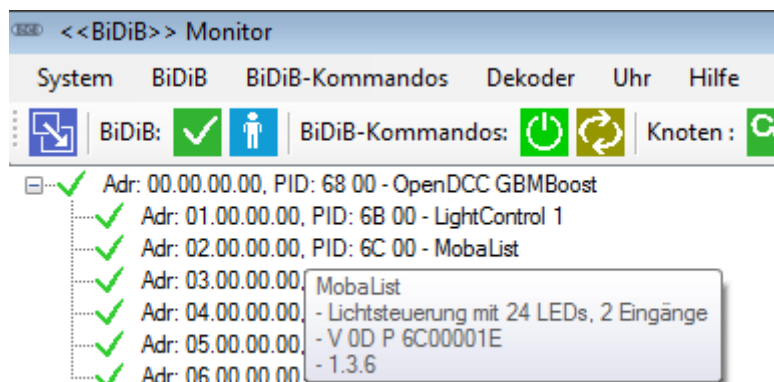 <<BiDiB>> Monitor
System BiDiB BiDiB-Kommandos Dekoder Uhr Hilfe
BiDiB: BiDiB-Kommandos: Knoten : C
Adr: 00.00.00.00, PID: 68 00 - OpenDCC GBMBoost
Adr: 01.00.00.00, PID: 6B 00 - LightControl 1
Adr: 02.00.00.00, PID: 6C 00 - MobaList
Adr: 03.00.00.00,
Adr: 04.00.00.00,
Adr: 05.00.00.00,
Adr: 06.00.00.00
MobaList
- Lichtsteuerung mit 24 LEDs, 2 Eingänge
- V 0D P 6C00001E
- 1.3.6